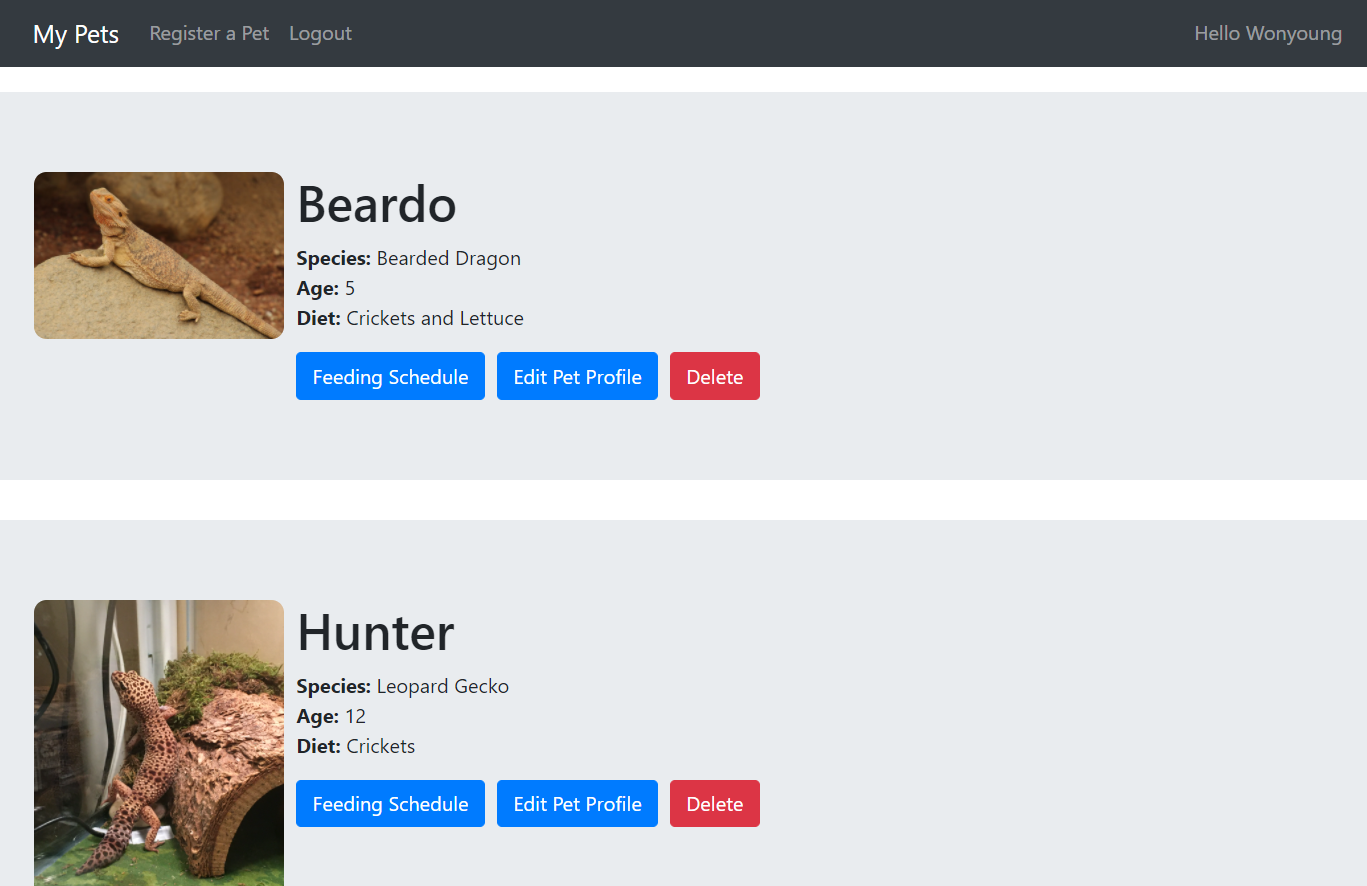 My Pets Register a Pet Logout Hello Wonyoung
Beardo
Species: Bearded Dragon
Age: 5
Diet: Crickets and Lettuce
Feeding Schedule Edit Pet Profile Delete
Hunter
Species: Leopard Gecko
Age: 12
Diet: Crickets
Feeding Schedule Edit Pet Profile Delete